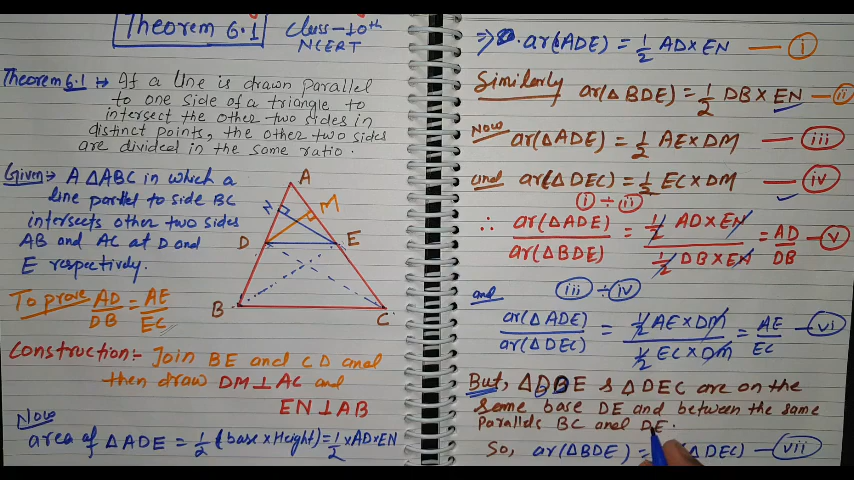 Theorem 6.1
Class-10th
NCERT
Theorem 6.1 → If a line is drawn parallel
to one side of a triangle to
intersect the other two sides in
distinct points, the other two sides
are divided in the same ratio.
Given → A △ABC in which a
line parllel to side BC
intersects other two sides
AB and AC at D and
E respectively.
A
N
M
D
E
B
C
To prove AD/DB = AE/EC
Construction:- Join BE and CD and
then draw DM⊥AC and
EN⊥AB
Now
area of △ADE = 1/2 (base×Height) = 1/2 × AD×EN
⇒ ar(ADE) = 1/2 AD×EN — i
Similarly ar(△BDE) = 1/2 DB×EN — ii
Now ar(△ADE) = 1/2 AE×DM — iii
and ar(△DEC) = 1/2 EC×DM — iv
i ÷ ii
∴ ar(△ADE)/ar(△BDE) = 1/2 AD×EN / 1/2 DB×EN = AD/DB — v
and iii ÷ iv
ar(△ADE)/ar(△DEC) = 1/2 AE×DM / 1/2 EC×DM = AE/EC — vi
But, △BDE & △DEC are on the
same base DE and between the same
Parallels BC and DE.
So, ar(△BDE) = (△DEC) — vii